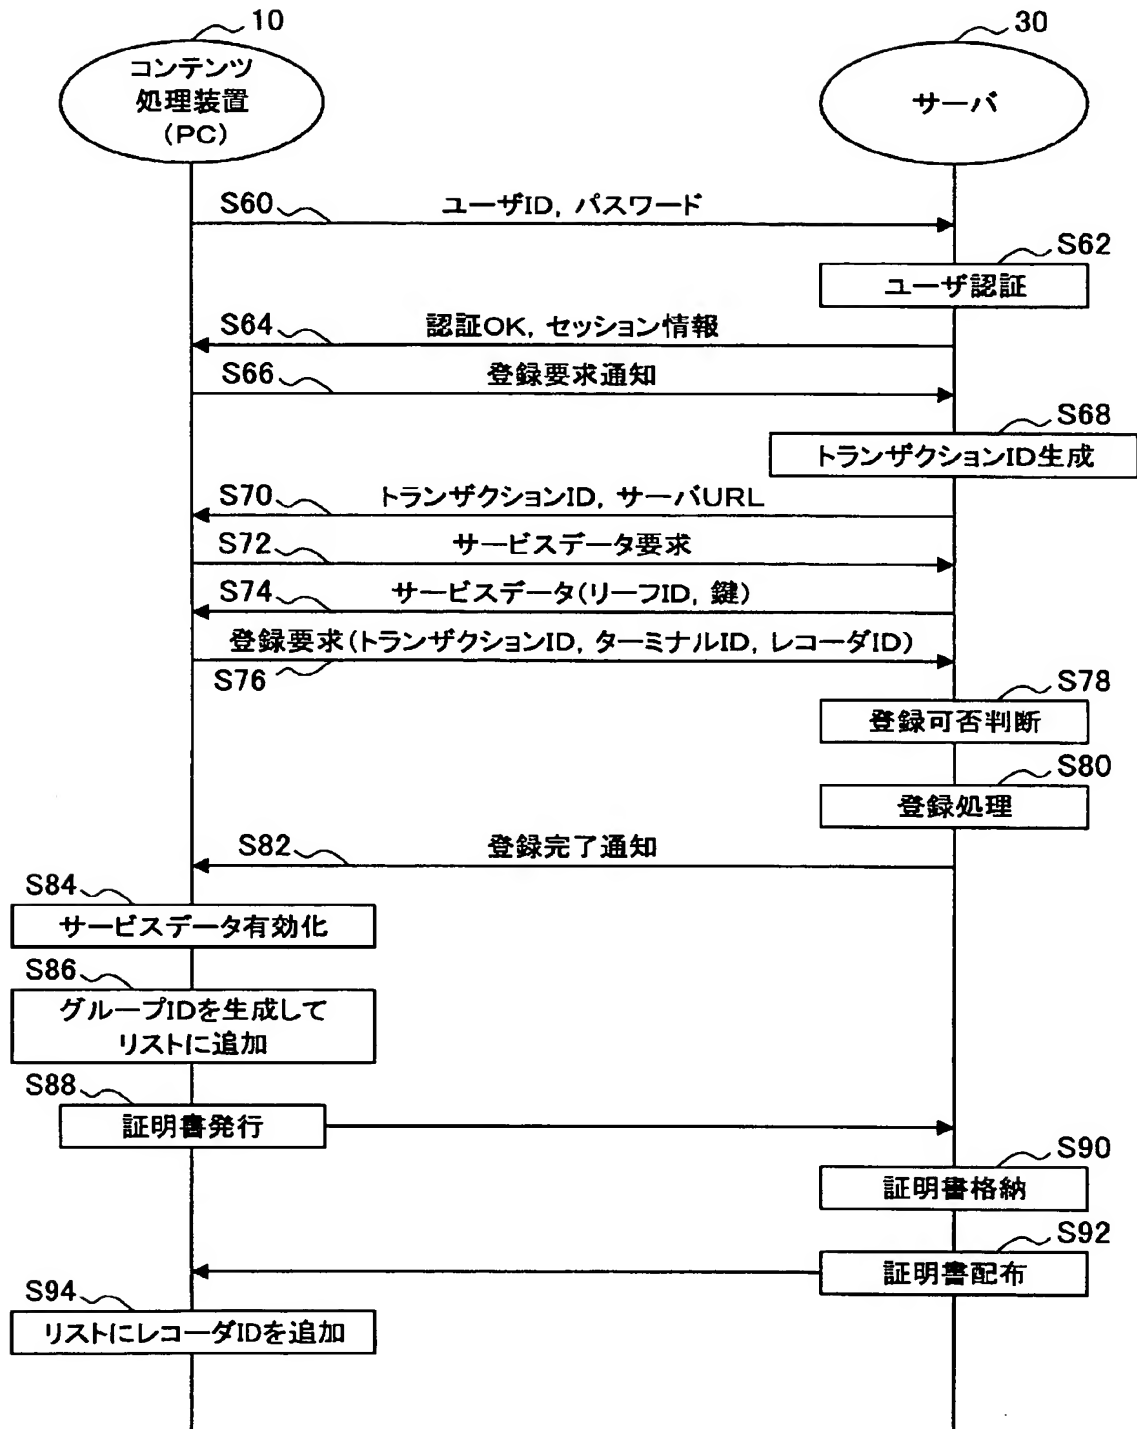 10
30
コンテンツ
処理装置
(PC)
サーバ
S60
ユーザID, パスワード
S62
ユーザ認証
S64
認証OK, セッション情報
S66
登録要求通知
S68
トランザクションID生成
S70
トランザクションID, サーバURL
S72
サービスデータ要求
S74
サービスデータ(リーフID, 鍵)
登録要求(トランザクションID, ターミナルID, レコーダID)
S76
S78
登録可否判断
S80
登録処理
S82
登録完了通知
S84
サービスデータ有効化
S86
グループIDを生成して
リストに追加
S88
証明書発行
S90
証明書格納
S92
証明書配布
S94
リストにレコーダIDを追加